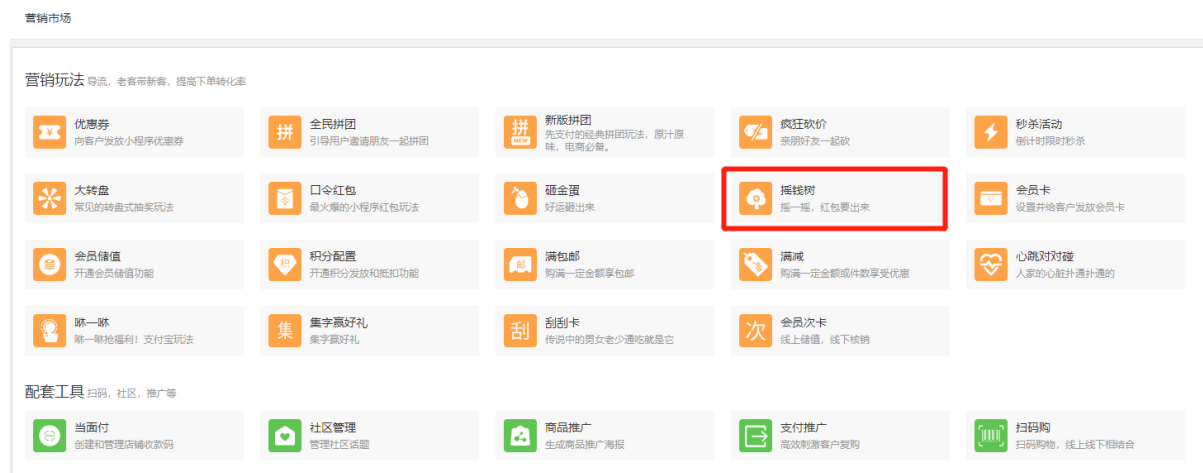 营销市场
营销玩法 导流，老客带新客，提高下单转化率
优惠券
向客户发放小程序优惠券
拼
全民拼团
引导用户邀请朋友一起拼团
拼
NEW
新版拼团
先支付的经典拼团玩法，原汁原
味，电商必备。
疯狂砍价
亲朋好友一起砍
秒杀活动
倒计时限时秒杀
大转盘
常见的转盘式抽奖玩法
令
口令红包
最火爆的小程序红包玩法
砸金蛋
好运砸出来
摇钱树
摇一摇，红包要出来
会员卡
设置并给客户发放会员卡
会员储值
开通会员储值功能
积
积分配置
开通积分发放和抵扣功能
邮
满包邮
购满一定金额享包邮
满减
购满一定金额或件数享受优惠
心跳对对碰
人家的心脏扑通扑通的
咻一咻
咻一咻抢福利！支付宝玩法
集
集字赢好礼
集字赢好礼
刮
刮刮卡
传说中的男女老少通吃就是它
次
会员次卡
线上储值，线下核销
配套工具 扫码，社区，推广等
当面付
创建和管理店铺收款码
社区管理
管理社区话题
商品推广
生成商品推广海报
支付推广
高效刺激客户复购
扫码购
扫码购物，线上线下相结合